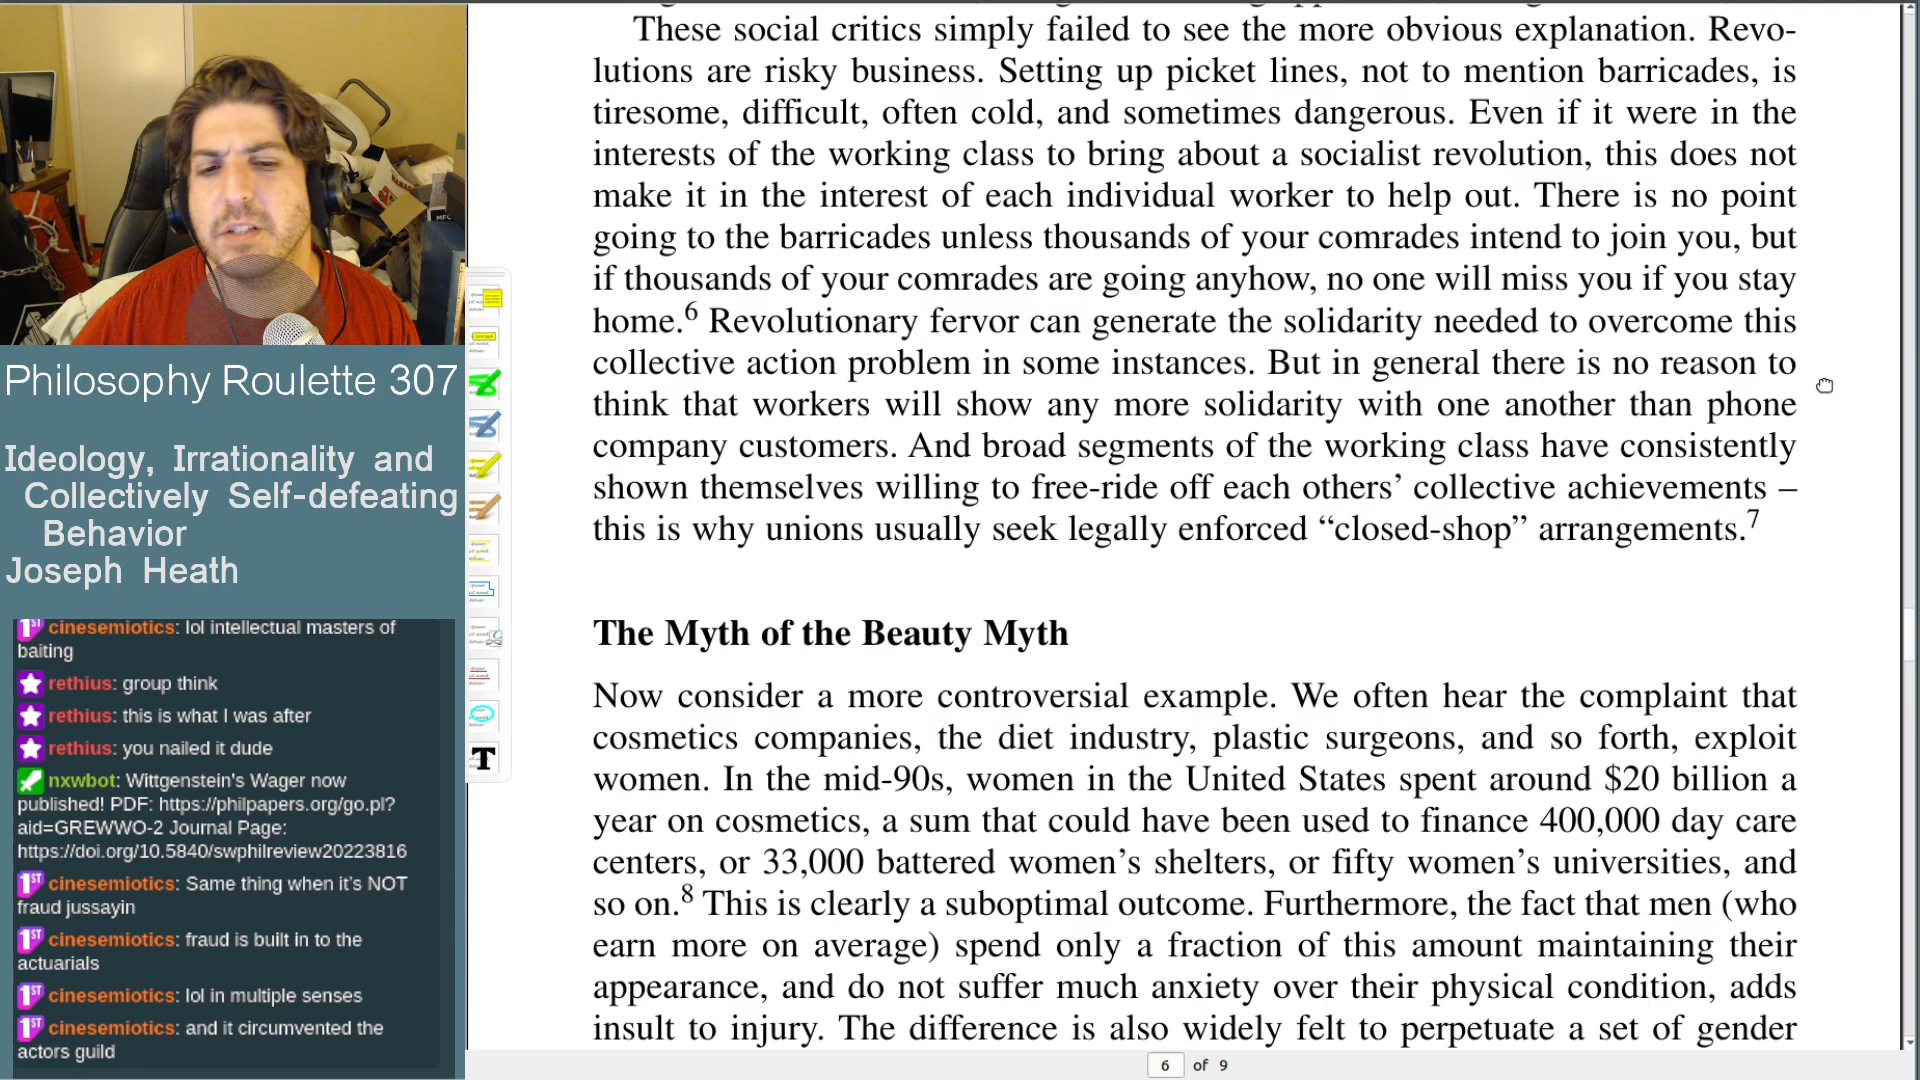 These social critics simply failed to see the more obvious explanation. Revo-
lutions are risky business. Setting up picket lines, not to mention barricades, is
tiresome, difficult, often cold, and sometimes dangerous. Even if it were in the
interests of the working class to bring about a socialist revolution, this does not
make it in the interest of each individual worker to help out. There is no point
going to the barricades unless thousands of your comrades intend to join you, but
if thousands of your comrades are going anyhow, no one will miss you if you stay
home.6 Revolutionary fervor can generate the solidarity needed to overcome this
collective action problem in some instances. But in general there is no reason to
think that workers will show any more solidarity with one another than phone
company customers. And broad segments of the working class have consistently
shown themselves willing to free-ride off each others’ collective achievements –
this is why unions usually seek legally enforced “closed-shop” arrangements.7
The Myth of the Beauty Myth
Now consider a more controversial example. We often hear the complaint that
cosmetics companies, the diet industry, plastic surgeons, and so forth, exploit
women. In the mid-90s, women in the United States spent around $20 billion a
year on cosmetics, a sum that could have been used to finance 400,000 day care
centers, or 33,000 battered women’s shelters, or fifty women’s universities, and
so on.8 This is clearly a suboptimal outcome. Furthermore, the fact that men (who
earn more on average) spend only a fraction of this amount maintaining their
appearance, and do not suffer much anxiety over their physical condition, adds
insult to injury. The difference is also widely felt to perpetuate a set of gender
6 of 9
Philosophy Roulette 307
Ideology, Irrationality and
Collectively Self-defeating
Behavior
Joseph Heath
1ST cinesemiotics: lol intellectual masters of
baiting
rethius: group think
rethius: this is what I was after
rethius: you nailed it dude
nxwbot: Wittgenstein's Wager now
published! PDF: https://philpapers.org/go.pl?
aid=GREWWO-2 Journal Page:
https://doi.org/10.5840/swphilreview20223816
1ST cinesemiotics: Same thing when it’s NOT
fraud jussayin
1ST cinesemiotics: fraud is built in to the
actuarials
1ST cinesemiotics: lol in multiple senses
1ST cinesemiotics: and it circumvented the
actors guild
T